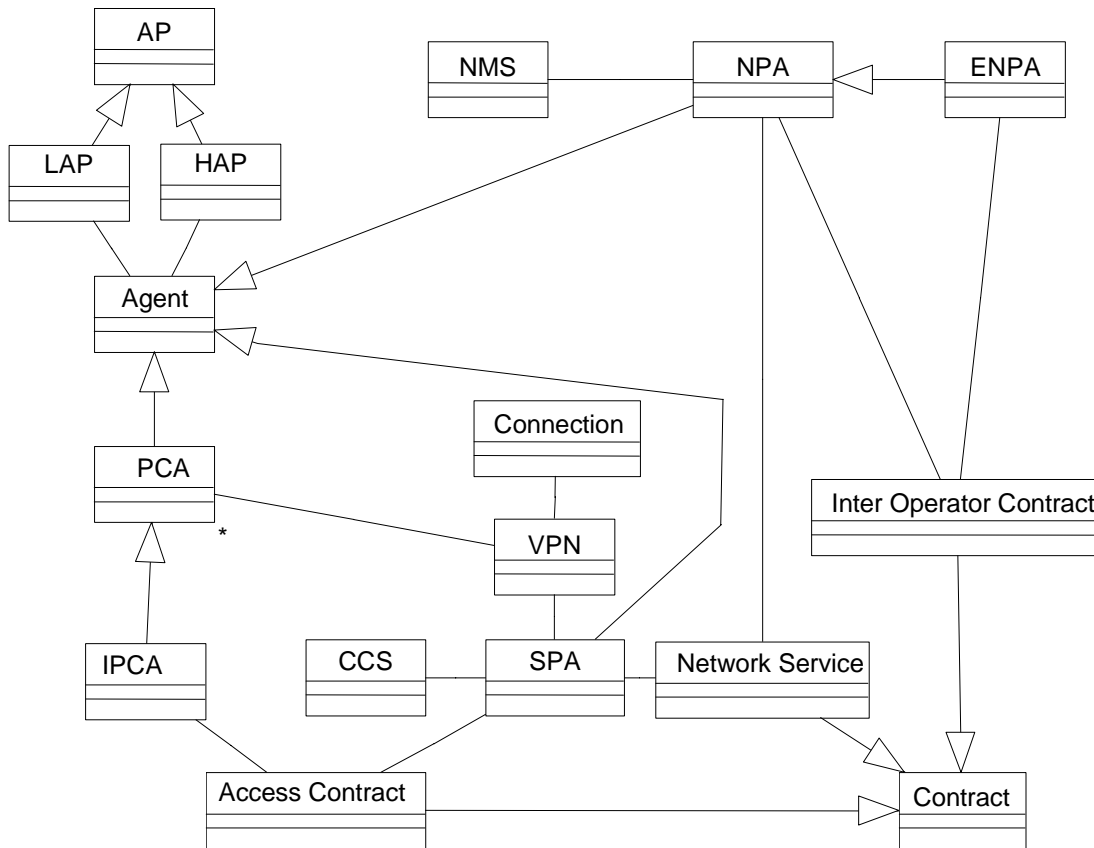 AP
NMS
NPA
ENPA
LAP
HAP
Agent
Connection
PCA
*
Inter Operator Contract
VPN
IPCA
CCS
SPA
Network Service
Access Contract
Contract